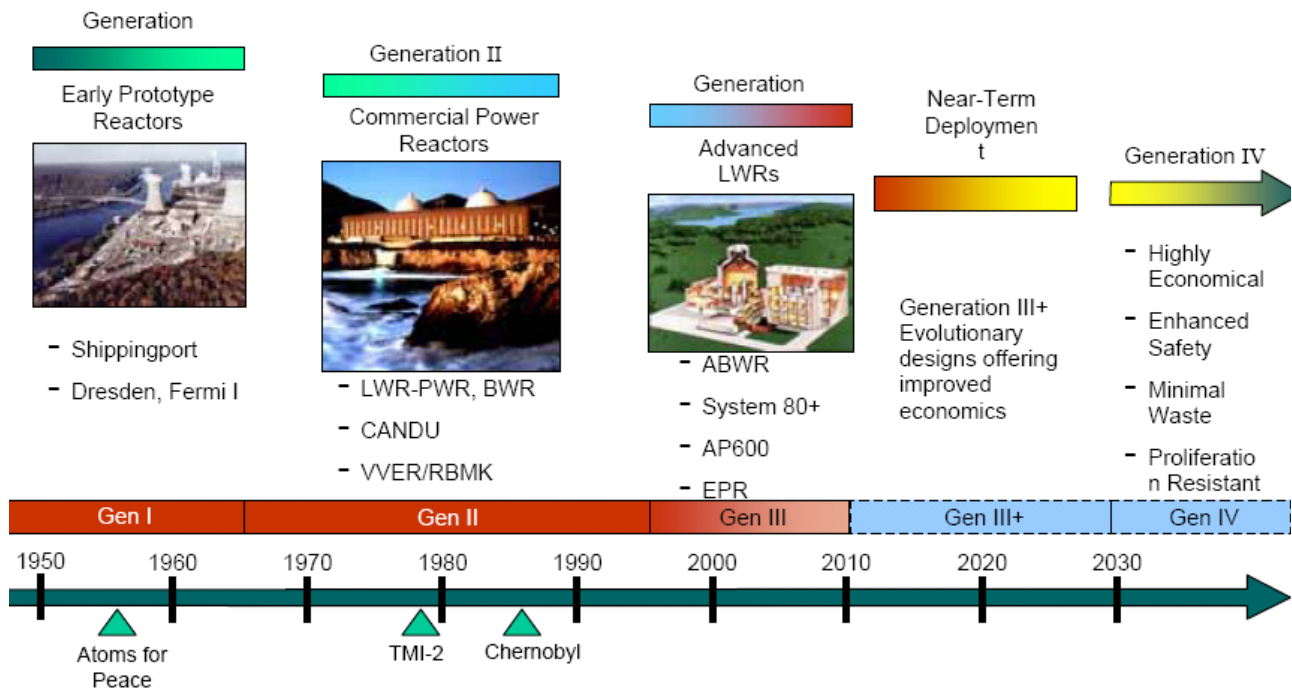 Generation
Early Prototype
Reactors
- Shippingport
- Dresden, Fermi I
Generation II
Commercial Power
Reactors
- LWR-PWR, BWR
- CANDU
- VVER/RBMK
Generation
Advanced
LWRs
- ABWR
- System 80+
- AP600
- EPR
Near-Term
Deploymen
t
Generation III+
Evolutionary
designs offering
improved
economics
Generation IV
- Highly
Economical
- Enhanced
Safety
- Minimal
Waste
- Proliferatio
n Resistant
Gen I
Gen II
Gen III
Gen III+
Gen IV
1950
1960
1970
1980
1990
2000
2010
2020
2030
Atoms for
Peace
TMI-2
Chernobyl